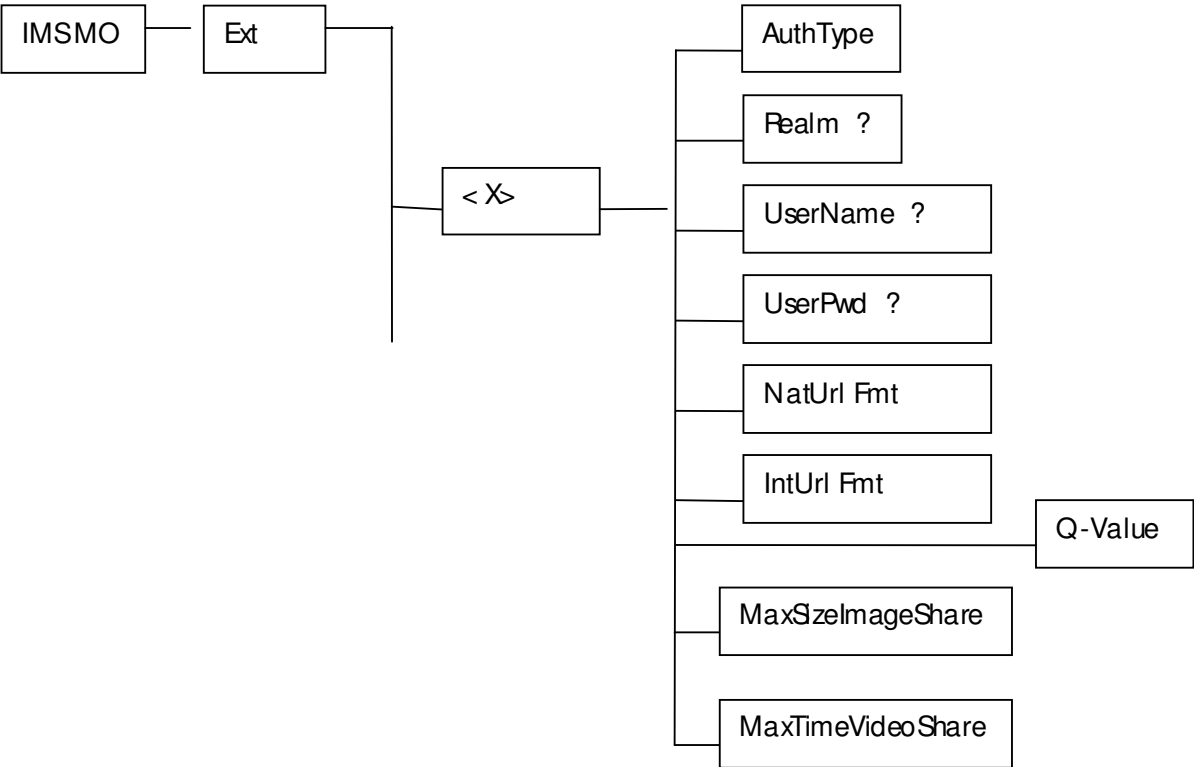 IMSMO
Ext
<X>
AuthType
Realm ?
UserName ?
UserPwd ?
NatUrl Fmt
IntUrl Fmt
Q-Value
MaxSizeImageShare
MaxTimeVideoShare